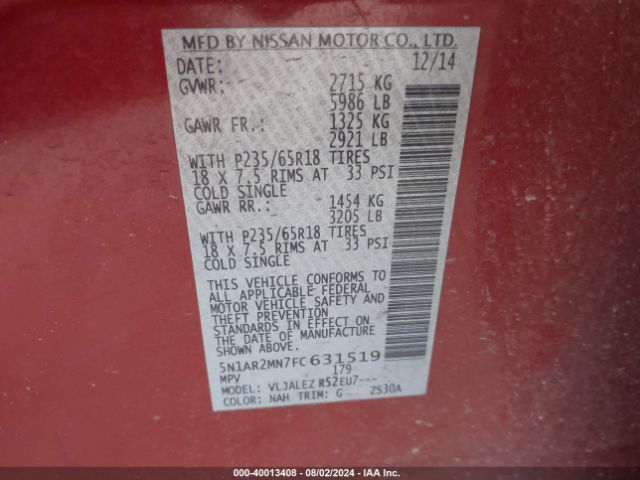 MFD BY NISSAN MOTOR CO., LTD.
DATE: 12/14
GVWR: 2715 KG
5986 LB
GAWR FR.: 1325 KG
2921 LB
WITH P235/65R18 TIRES
18 X 7.5 RIMS AT 33 PSI
COLD SINGLE
GAWR RR.: 1454 KG
3205 LB
WITH P235/65R18 TIRES
18 X 7.5 RIMS AT 33 PSI
COLD SINGLE
THIS VEHICLE CONFORMS TO
ALL APPLICABLE FEDERAL
MOTOR VEHICLE SAFETY AND
THEFT PREVENTION
STANDARDS IN EFFECT ON
THE DATE OF MANUFACTURE
SHOWN ABOVE.
5N1AR2MN7FC631519
MPV 179
MODEL: VLJALEZ RS2EU7---
COLOR: NAH TRIM: G ZS30A
000-40013408 - 08/02/2024 - IAA Inc.